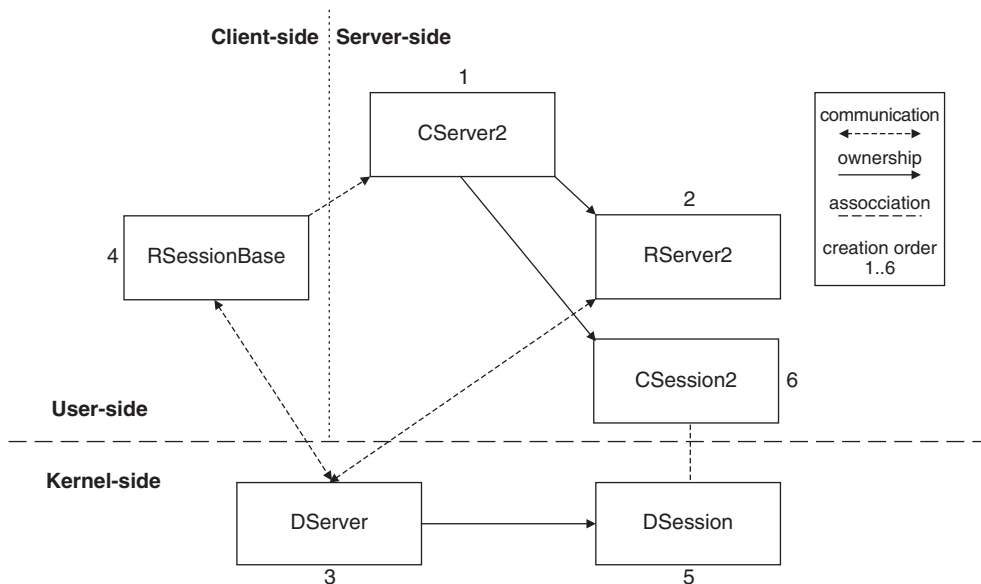 Client-side
Server-side
1
CServer2
communication
ownership
assocciation
creation order
1..6
2
4
RSessionBase
RServer2
CSession2
6
User-side
Kernel-side
DServer
DSession
3
5